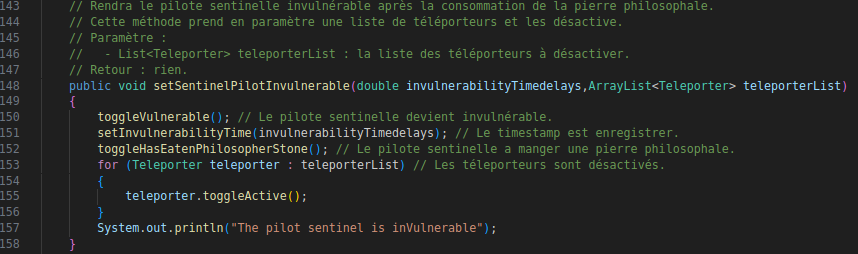 143 // Rendra le pilote sentinelle invulnérable après la consommation de la pierre philosophale.
144 // Cette méthode prend en paramètre une liste de téléporteurs et les désactive.
145 // Paramètre :
146 //   - List<Teleporter> teleporterList : la liste des téléporteurs à désactiver.
147 // Retour : rien.
148 public void setSentinelPilotInvulnerable(double invulnerabilityTimedelays,ArrayList<Teleporter> teleporterList)
149 {
150     toggleVulnerable(); // Le pilote sentinelle devient invulnérable.
151     setInvulnerabilityTime(invulnerabilityTimedelays); // Le timestamp est enregistrer.
152     toggleHasEatenPhilosopherStone(); // Le pilote sentinelle a manger une pierre philosophale.
153     for (Teleporter teleporter : teleporterList) // Les téléporteurs sont désactivés.
154     {
155         teleporter.toggleActive();
156     }
157     System.out.println("The pilot sentinel is inVulnerable");
158 }